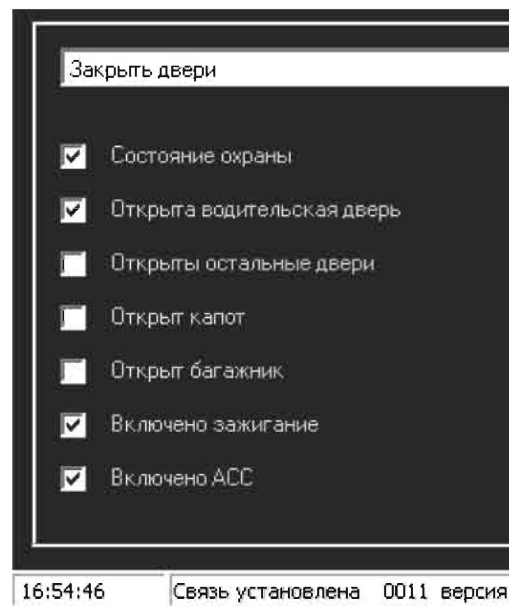 Закрыть двери
Состояние охраны
Открыта водительская дверь
Открыты остальные двери
Открыт капот
Открыт багажник
Включено зажигание
Включено ACC
16:54:46 Связь установлена 0011 версия